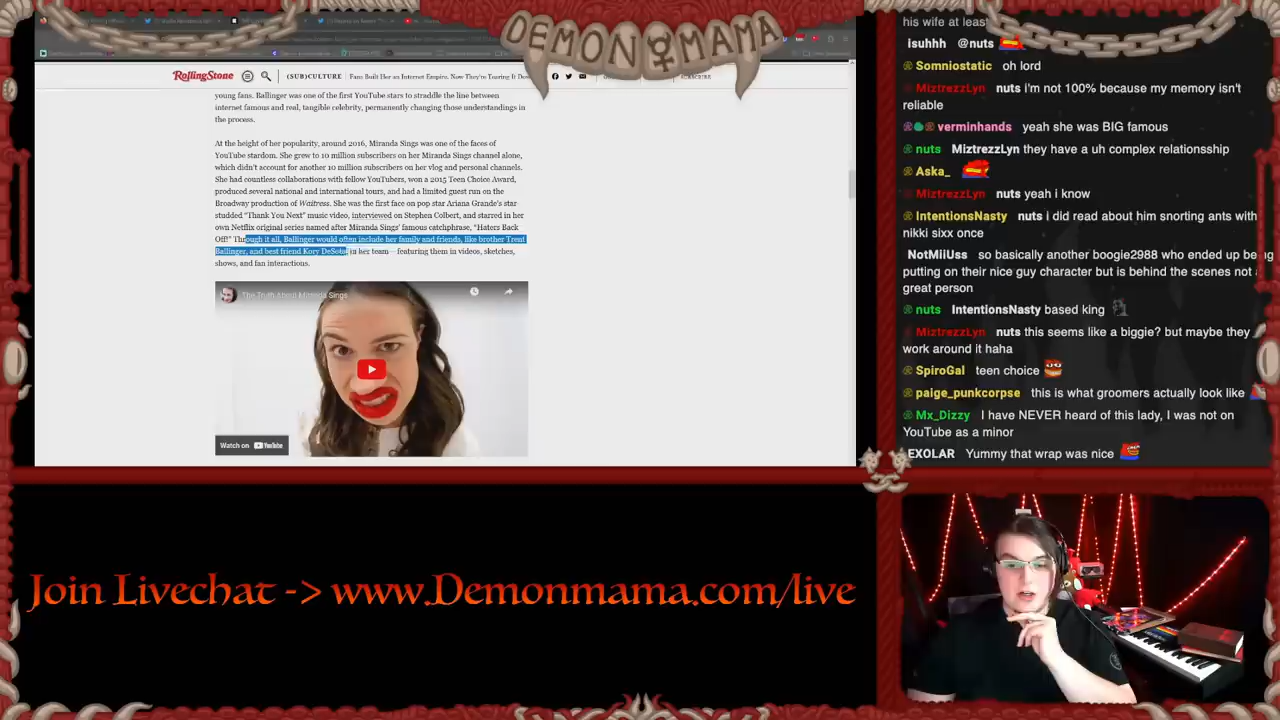 DEMON MAMA
RollingStone
(SUB)CULTURE
Fans Built Her an Internet Empire. Now They're Tearing It Dow
SUBSCRIBE
young fans. Ballinger was one of the first YouTube stars to straddle the line between
internet famous and real, tangible celebrity, permanently changing those understandings in
the process.
At the height of her popularity, around 2016, Miranda Sings was one of the faces of
YouTube stardom. She grew to 10 million subscribers on her Miranda Sings channel alone,
which didn't account for another 10 million subscribers on her vlog and personal channels.
She had countless collaborations with fellow YouTubers, won a 2015 Teen Choice Award,
produced several national and international tours, and had a limited guest run on the
Broadway production of Waitress. She was the first face on pop star Ariana Grande's star
studded "Thank You Next" music video, interviewed on Stephen Colbert, and starred in her
own Netflix original series named after Miranda Sings' famous catchphrase, "Haters Back
Off!" Through it all, Ballinger would often include her family and friends, like brother Trent
Ballinger, and best friend Kory DeSoto, in her team—featuring them in videos, sketches,
shows, and fan interactions.
The Truth About Miranda Sings
Watch on YouTube
his wife at least
isuhhh @nuts
Somniostatic oh lord
MiztrezzLyn nuts i'm not 100% because my memory isn't
reliable
verminhands yeah she was BIG famous
nuts MiztrezzLyn they have a uh complex relationship
Aska_
MiztrezzLyn nuts yeah i know
IntentionsNasty nuts i did read about him snorting ants with
nikki sixx once
NotMiiUss so basically another boogie2988 who ended up being
putting on their nice guy character but is behind the scenes not a
great person
nuts IntentionsNasty based king
MiztrezzLyn nuts this seems like a biggie? but maybe they
work around it haha
SpiroGal teen choice
paige_punkcorpse this is what groomers actually look like
Mx_Dizzy I have NEVER heard of this lady, I was not on
YouTube as a minor
EXOLAR Yummy that wrap was nice
Join Livechat -> www.Demonmama.com/live